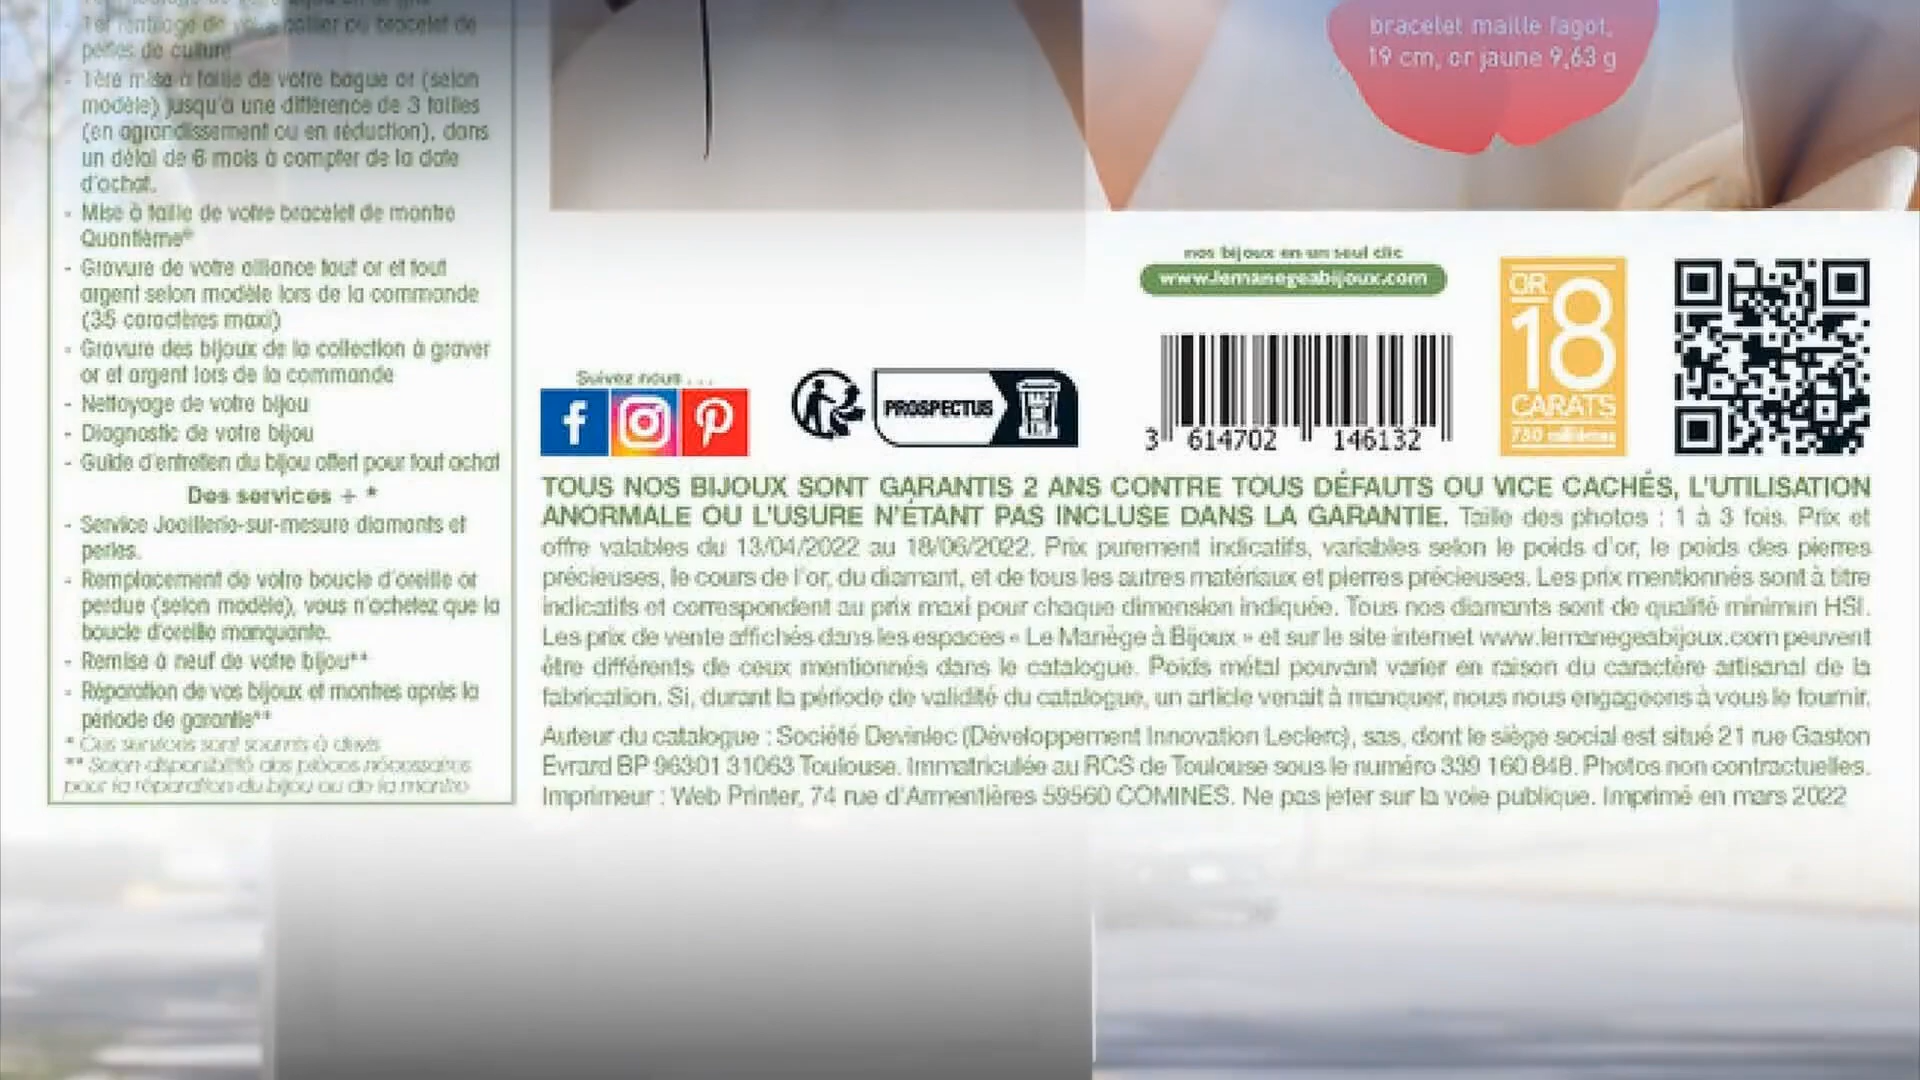 perles de culture
- 1ère mise à taille de votre bague or (selon
modèle) jusqu'à une différence de 3 tailles
(en agrandissement ou en réduction), dans
un délai de 6 mois à compter de la date
d'achat.
- Mise à taille de votre bracelet de montre
Quantième*
- Gravure de votre alliance tout or et tout
argent selon modèle lors de la commande
(35 caractères maxi)
- Gravure des bijoux de la collection à graver
or et argent lors de la commande
- Nettoyage de votre bijou
- Diagnostic de votre bijou
- Guide d'entretien du bijou offert pour tout achat
Des services + *
- Service Joaillerie-sur-mesure diamants et
perles.
- Remplacement de votre boucle d'oreille or
perdue (selon modèle), vous n'achetez que la
boucle d'oreille manquante.
- Remise à neuf de votre bijou**
- Réparation de vos bijoux et montres après la
période de garantie**
* Ces services sont soumis à devis
** Selon disponibilité des pièces nécessaires
pour la réparation du bijou ou de la montre
bracelet maille fagot,
19 cm, or jaune 9,63 g
nos bijoux en un seul clic
www.lemanegeabijoux.com
Suivez nous ...
PROSPECTUS
3 614702 146132
OR
18
CARATS
750 millièmes
TOUS NOS BIJOUX SONT GARANTIS 2 ANS CONTRE TOUS DÉFAUTS OU VICE CACHÉS, L'UTILISATION
ANORMALE OU L'USURE N'ÉTANT PAS INCLUSE DANS LA GARANTIE. Taille des photos : 1 à 3 fois. Prix et
offre valables du 13/04/2022 au 18/06/2022. Prix purement indicatifs, variables selon le poids d'or, le poids des pierres
précieuses, le cours de l'or, du diamant, et de tous les autres matériaux et pierres précieuses. Les prix mentionnés sont à titre
indicatifs et correspondent au prix maxi pour chaque dimension indiquée. Tous nos diamants sont de qualité minimun HSI.
Les prix de vente affichés dans les espaces « Le Manège à Bijoux » et sur le site internet www.lemanegeabijoux.com peuvent
être différents de ceux mentionnés dans le catalogue. Poids métal pouvant varier en raison du caractère artisanal de la
fabrication. Si, durant la période de validité du catalogue, un article venait à manquer, nous nous engageons à vous le fournir.
Auteur du catalogue : Société Devinlec (Développement Innovation Leclerc), sas, dont le siège social est situé 21 rue Gaston
Evrard BP 96301 31063 Toulouse. Immatriculée au RCS de Toulouse sous le numéro 339 160 848. Photos non contractuelles.
Imprimeur : Web Printer, 74 rue d'Armentières 59560 COMINES. Ne pas jeter sur la voie publique. Imprimé en mars 2022